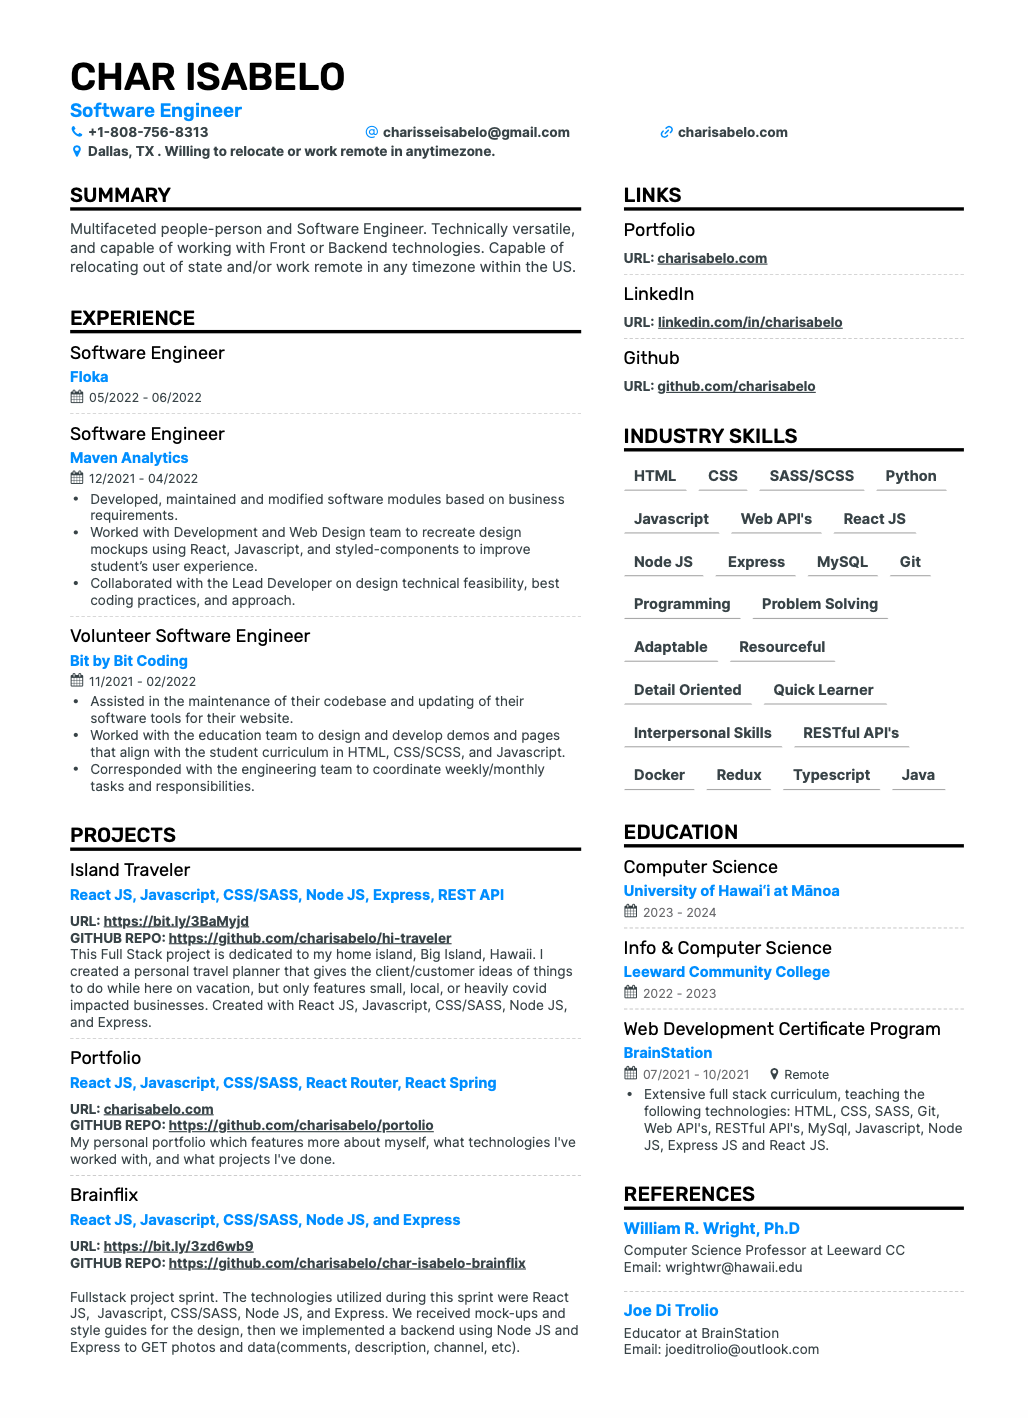 CHAR ISABELO
Software Engineer
+1-808-756-8313 charisseisabelo@gmail.com charisabelo.com
Dallas, TX . Willing to relocate or work remote in anytimezone.
SUMMARY
Multifaceted people-person and Software Engineer. Technically versatile,
and capable of working with Front or Backend technologies. Capable of
relocating out of state and/or work remote in any timezone within the US.
EXPERIENCE
Software Engineer
Floka
05/2022 - 06/2022
Software Engineer
Maven Analytics
12/2021 - 04/2022
• Developed, maintained and modified software modules based on business
requirements.
• Worked with Development and Web Design team to recreate design
mockups using React, Javascript, and styled-components to improve
student's user experience.
• Collaborated with the Lead Developer on design technical feasibility, best
coding practices, and approach.
Volunteer Software Engineer
Bit by Bit Coding
11/2021 - 02/2022
• Assisted in the maintenance of their codebase and updating of their
software tools for their website.
• Worked with the education team to design and develop demos and pages
that align with the student curriculum in HTML, CSS/SCSS, and Javascript.
• Corresponded with the engineering team to coordinate weekly/monthly
tasks and responsibilities.
PROJECTS
Island Traveler
React JS, Javascript, CSS/SASS, Node JS, Express, REST API
URL: https://bit.ly/3BaMyjd
GITHUB REPO: https://github.com/charisabelo/hi-traveler
This Full Stack project is dedicated to my home island, Big Island, Hawaii. I
created a personal travel planner that gives the client/customer ideas of things
to do while here on vacation, but only features small, local, or heavily covid
impacted businesses. Created with React JS, Javascript, CSS/SASS, Node JS,
and Express.
Portfolio
React JS, Javascript, CSS/SASS, React Router, React Spring
URL: charisabelo.com
GITHUB REPO: https://github.com/charisabelo/portolio
My personal portfolio which features more about myself, what technologies I've
worked with, and what projects I've done.
Brainflix
React JS, Javascript, CSS/SASS, Node JS, and Express
URL: https://bit.ly/3zd6wb9
GITHUB REPO: https://github.com/charisabelo/char-isabelo-brainflix
Fullstack project sprint. The technologies utilized during this sprint were React
JS,  Javascript, CSS/SASS, Node JS, and Express. We received mock-ups and
style guides for the design, then we implemented a backend using Node JS and
Express to GET photos and data(comments, description, channel, etc).
LINKS
Portfolio
URL: charisabelo.com
LinkedIn
URL: linkedin.com/in/charisabelo
Github
URL: github.com/charisabelo
INDUSTRY SKILLS
HTML CSS SASS/SCSS Python
Javascript Web API's React JS
Node JS Express MySQL Git
Programming Problem Solving
Adaptable Resourceful
Detail Oriented Quick Learner
Interpersonal Skills RESTful API's
Docker Redux Typescript Java
EDUCATION
Computer Science
University of Hawaiʻi at Mānoa
2023 - 2024
Info & Computer Science
Leeward Community College
2022 - 2023
Web Development Certificate Program
BrainStation
07/2021 - 10/2021 Remote
• Extensive full stack curriculum, teaching the
following technologies: HTML, CSS, SASS, Git,
Web API's, RESTful API's, MySql, Javascript, Node
JS, Express JS and React JS.
REFERENCES
William R. Wright, Ph.D
Computer Science Professor at Leeward CC
Email: wrightwr@hawaii.edu
Joe Di Trolio
Educator at BrainStation
Email: joeditrolio@outlook.com